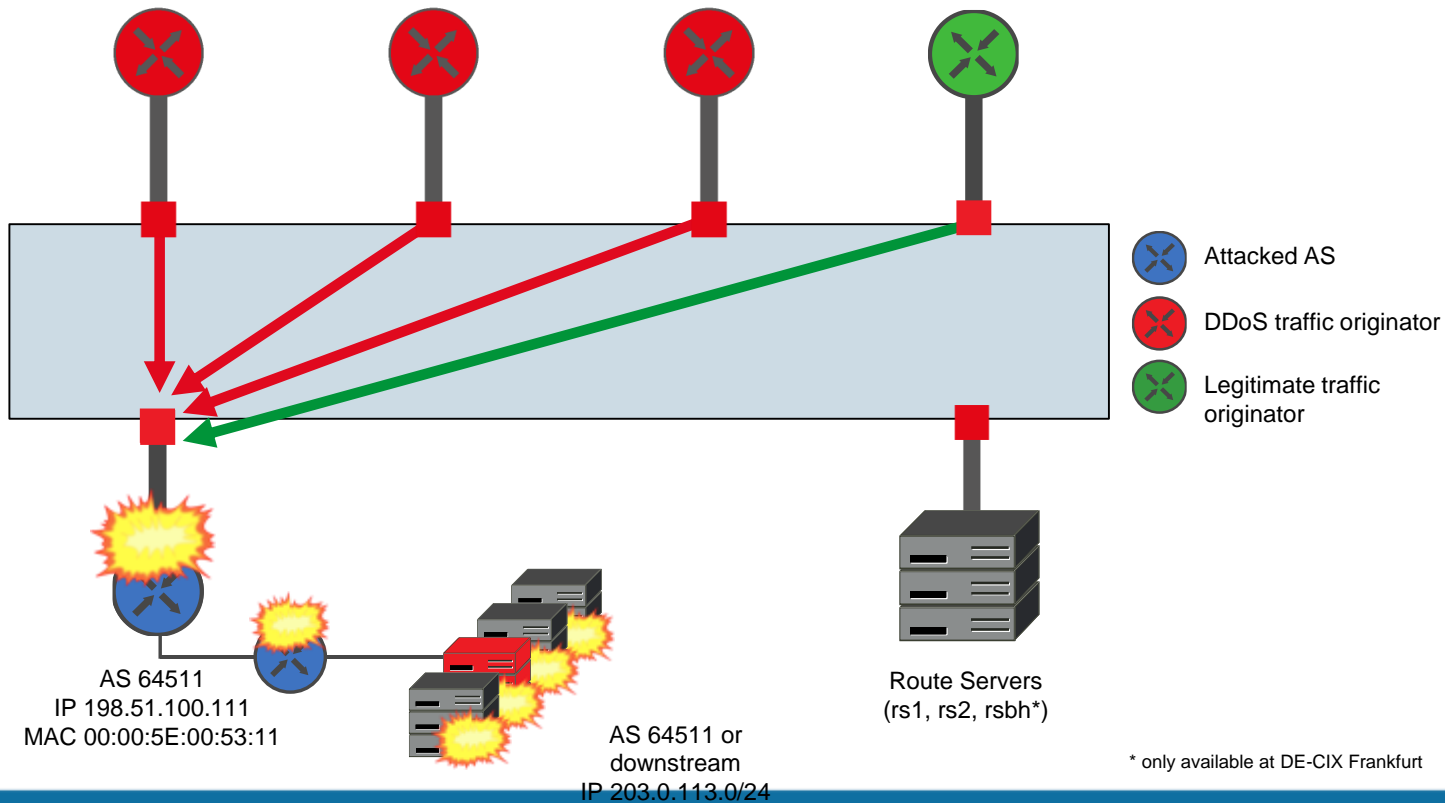 Attacked AS
DDoS traffic originator
Legitimate traffic
originator
AS 64511
IP 198.51.100.111
MAC 00:00:5E:00:53:11
AS 64511 or
downstream
IP 203.0.113.0/24
Route Servers
(rs1, rs2, rsbh*)
* only available at DE-CIX Frankfurt